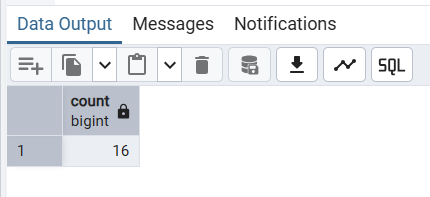 Data Output Messages Notifications
SQL
count
bigint
1 16